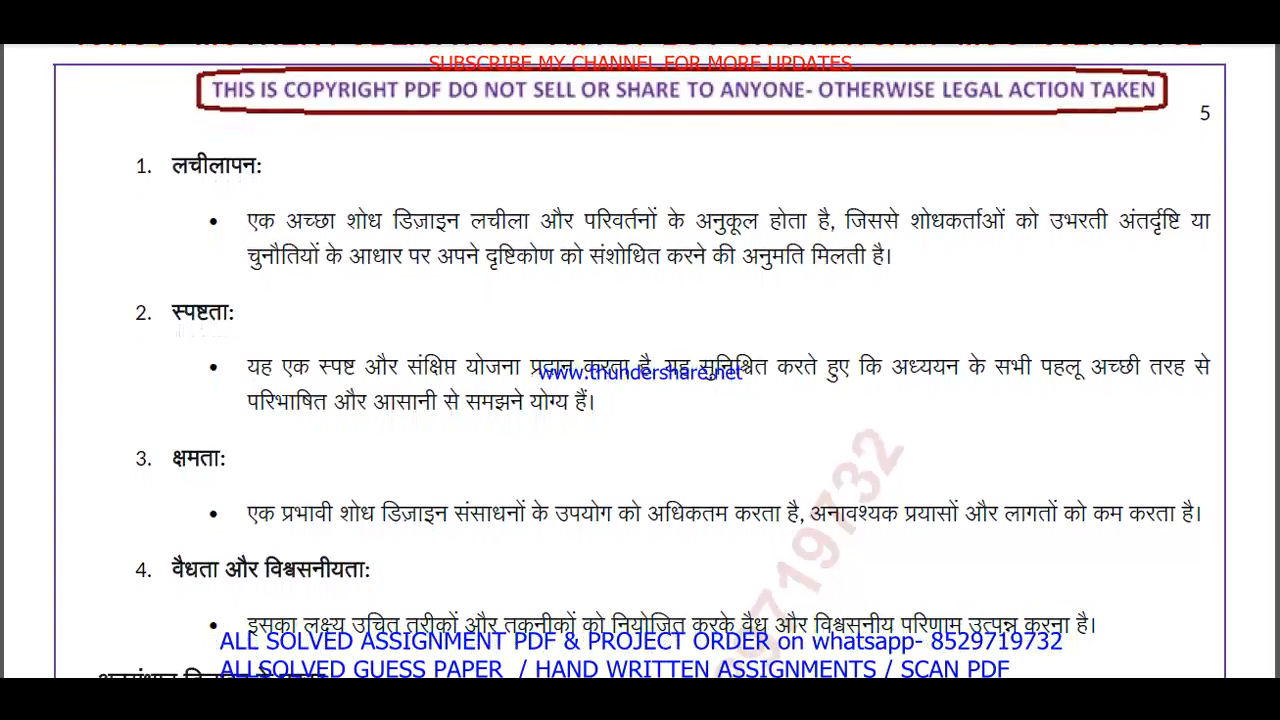 SUBSCRIBE MY CHANNEL FOR MORE UPDATES
THIS IS COPYRIGHT PDF DO NOT SELL OR SHARE TO ANYONE- OTHERWISE LEGAL ACTION TAKEN
5
1. लचीलापन:
• एक अच्छा शोध डिज़ाइन लचीला और परिवर्तनों के अनुकूल होता है, जिससे शोधकर्ताओं को उभरती अंतर्दृष्टि या
चुनौतियों के आधार पर अपने दृष्टिकोण को संशोधित करने की अनुमति मिलती है।
2. स्पष्टता:
• यह एक स्पष्ट और संक्षिप्त योजना प्रदान करता है, यह सुनिश्चित करते हुए कि अध्ययन के सभी पहलू अच्छी तरह से
www.thundershare.net
परिभाषित और आसानी से समझने योग्य हैं।
3. क्षमता:
• एक प्रभावी शोध डिज़ाइन संसाधनों के उपयोग को अधिकतम करता है, अनावश्यक प्रयासों और लागतों को कम करता है।
4. वैधता और विश्वसनीयता:
• इसका लक्ष्य उचित तरीकों और तकनीकों को नियोजित करके वैध और विश्वसनीय परिणाम उत्पन्न करना है।
9719732
ALL SOLVED ASSIGNMENT PDF & PROJECT ORDER on whatsapp- 8529719732
ALLSOLVED GUESS PAPER / HAND WRITTEN ASSIGNMENTS / SCAN PDF